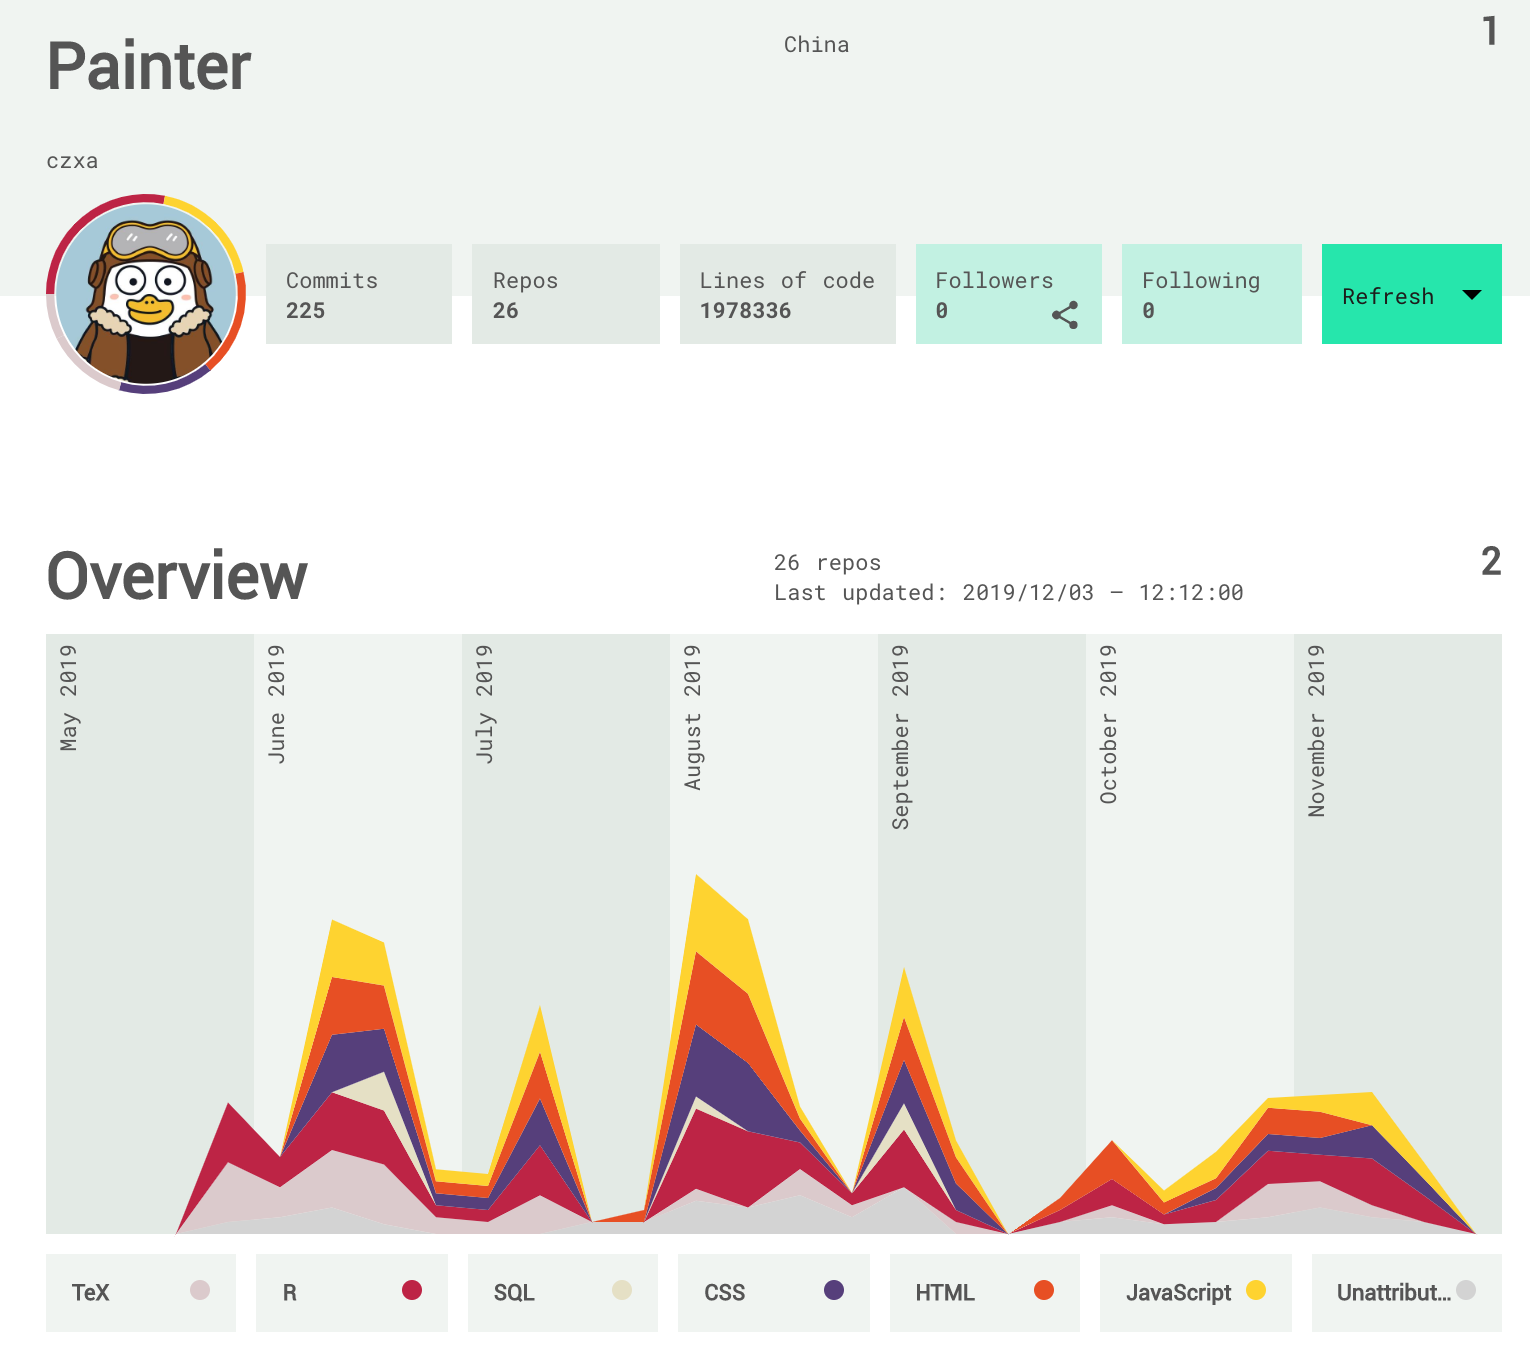 Painter
China
1
czxa
Commits
225
Repos
26
Lines of code
1978336
Followers
0
Following
0
Refresh
Overview
26 repos
Last updated: 2019/12/03 – 12:12:00
2
May 2019
June 2019
July 2019
August 2019
September 2019
October 2019
November 2019
TeX
R
SQL
CSS
HTML
JavaScript
Unattribut...